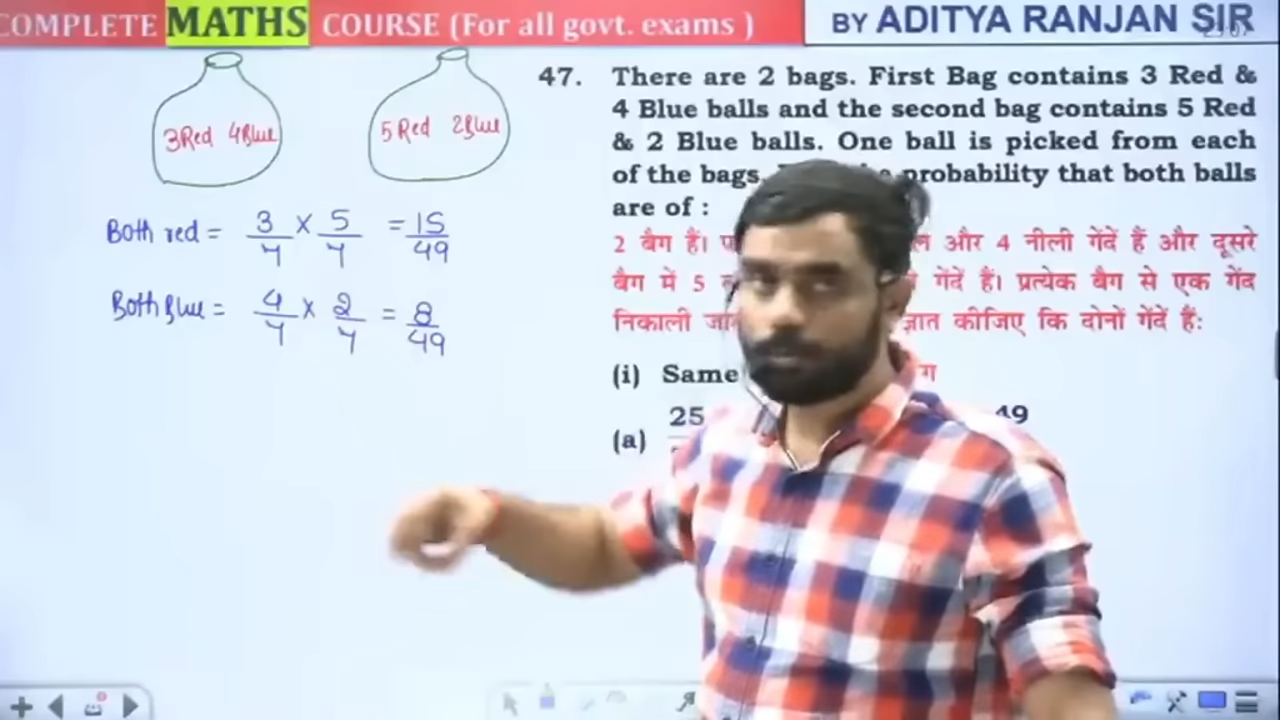 COMPLETE MATHS COURSE (For all govt. exams )
BY ADITYA RANJAN SIR
3Red 4Blue
5 Red 2Blue
Both red = 3/7 × 5/7 = 15/49
Both Blue = 4/7 × 2/7 = 8/49
47. There are 2 bags. First Bag contains 3 Red &
4 Blue balls and the second bag contains 5 Red
& 2 Blue balls. One ball is picked from each
of the bags. probability that both balls
are of :
2 बैग हैं। और 4 नीली गेंदें हैं और दूसरे
बैग में 5 गेंदें हैं। प्रत्येक बैग से एक गेंद
निकाली ज्ञात कीजिए कि दोनों गेंदें हैं:
(i) Same
(a) 25 49